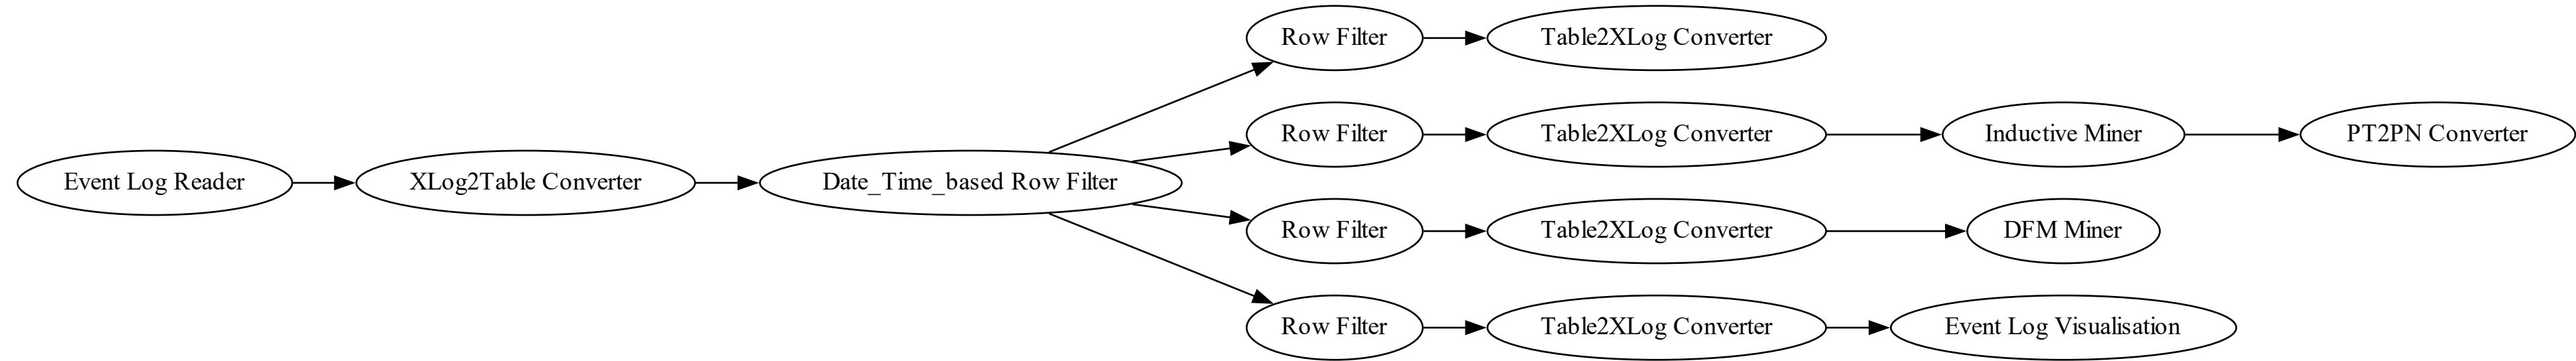 Row Filter
Table2XLog Converter
Row Filter
Table2XLog Converter
Inductive Miner
PT2PN Converter
Event Log Reader
XLog2Table Converter
Date_Time_based Row Filter
Row Filter
Table2XLog Converter
DFM Miner
Row Filter
Table2XLog Converter
Event Log Visualisation